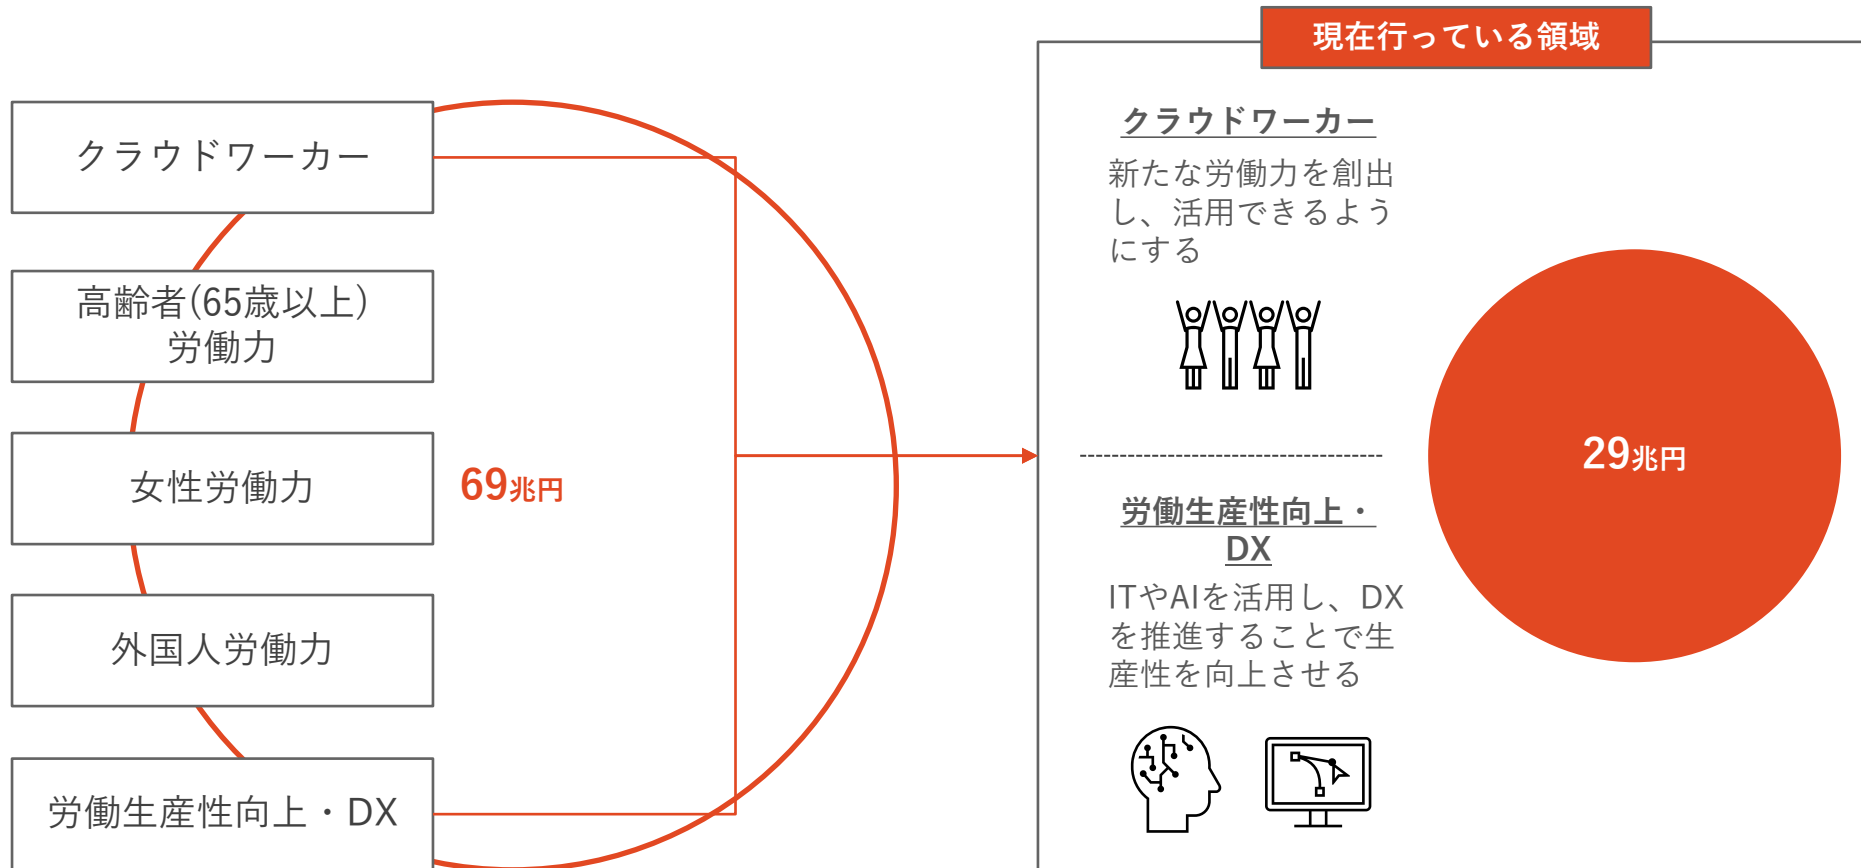 クラウドワーカー
高齢者(65歳以上)
労働力
女性労働力
外国人労働力
労働生産性向上・DX
69兆円
現在行っている領域
クラウドワーカー
新たな労働力を創出
し、活用できるよう
にする
労働生産性向上・
DX
ITやAIを活用し、DX
を推進することで生
産性を向上させる
29兆円